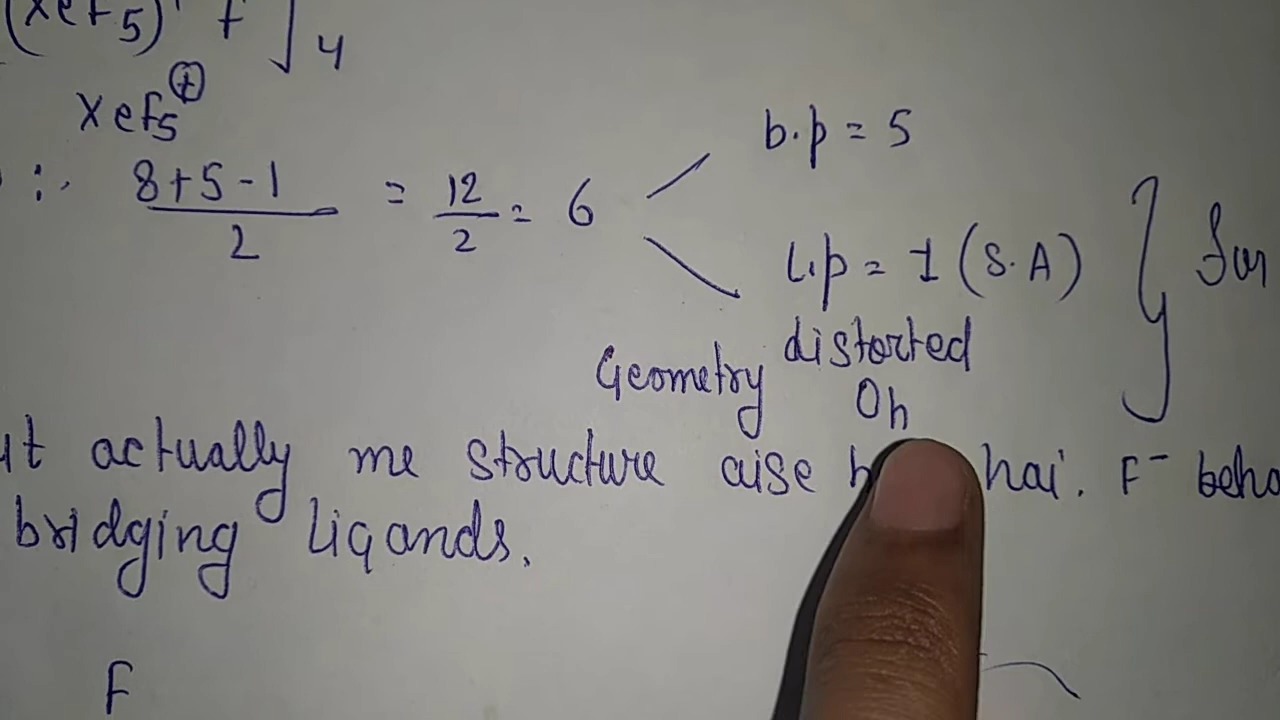 (XeF5)+ F ]4
XeF5⊕
∴ 8+5-1 / 2 = 12/2 = 6
b.p = 5
l.p = 1 (S.A)
for
Geometry distorted
Oh
actually me structure aise hai. F-
bridging ligands.
F